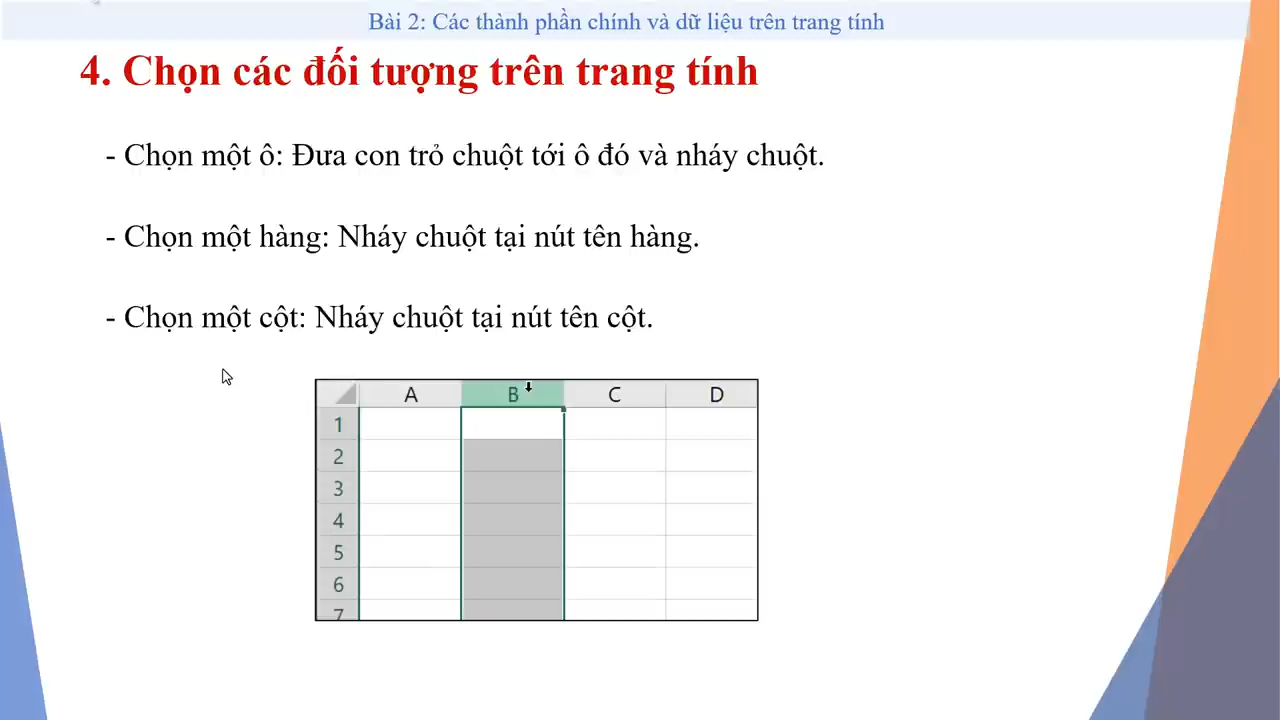 Bài 2: Các thành phần chính và dữ liệu trên trang tính
4. Chọn các đối tượng trên trang tính
- Chọn một ô: Đưa con trỏ chuột tới ô đó và nháy chuột.
- Chọn một hàng: Nháy chuột tại nút tên hàng.
- Chọn một cột: Nháy chuột tại nút tên cột.
A B C D
1
2
3
4
5
6
7